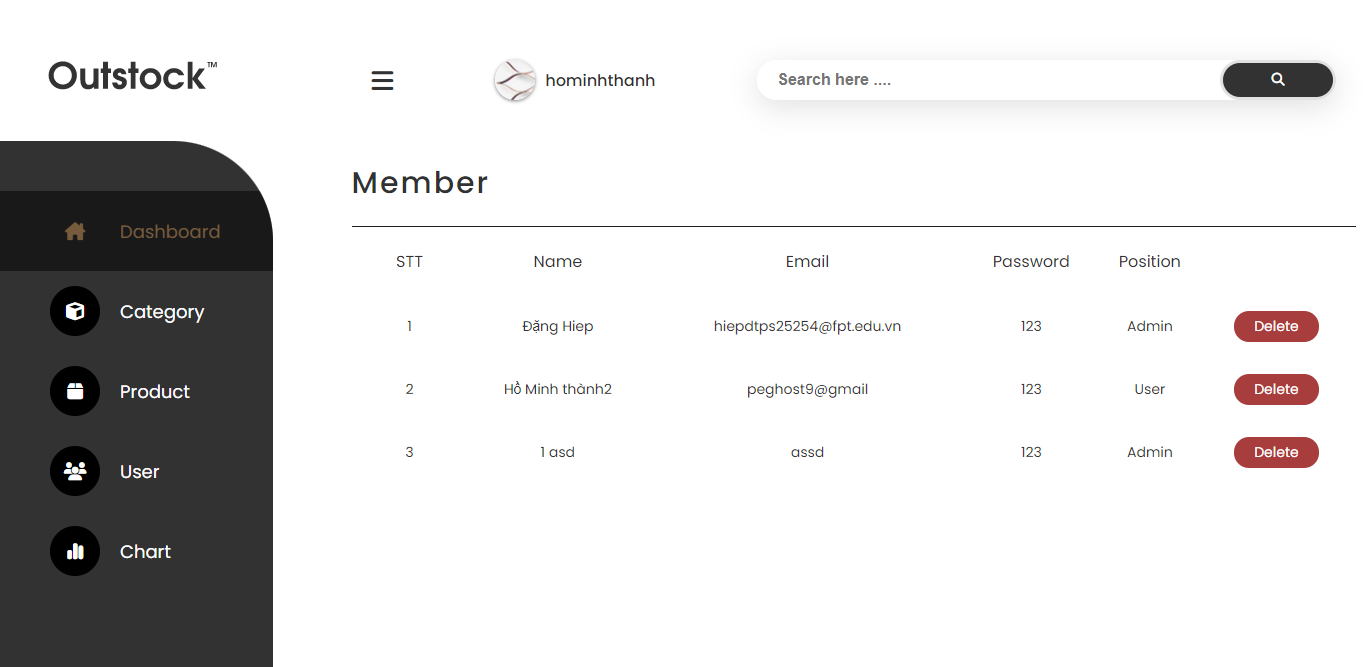 Outstock™
hominhthanh
Search here ....
Member
Dashboard
Category
Product
User
Chart
STT Name Email Password Position
1 Đặng Hiep hiepdtps25254@fpt.edu.vn 123 Admin Delete
2 Hồ Minh thành2 peghost9@gmail 123 User Delete
3 1 asd assd 123 Admin Delete